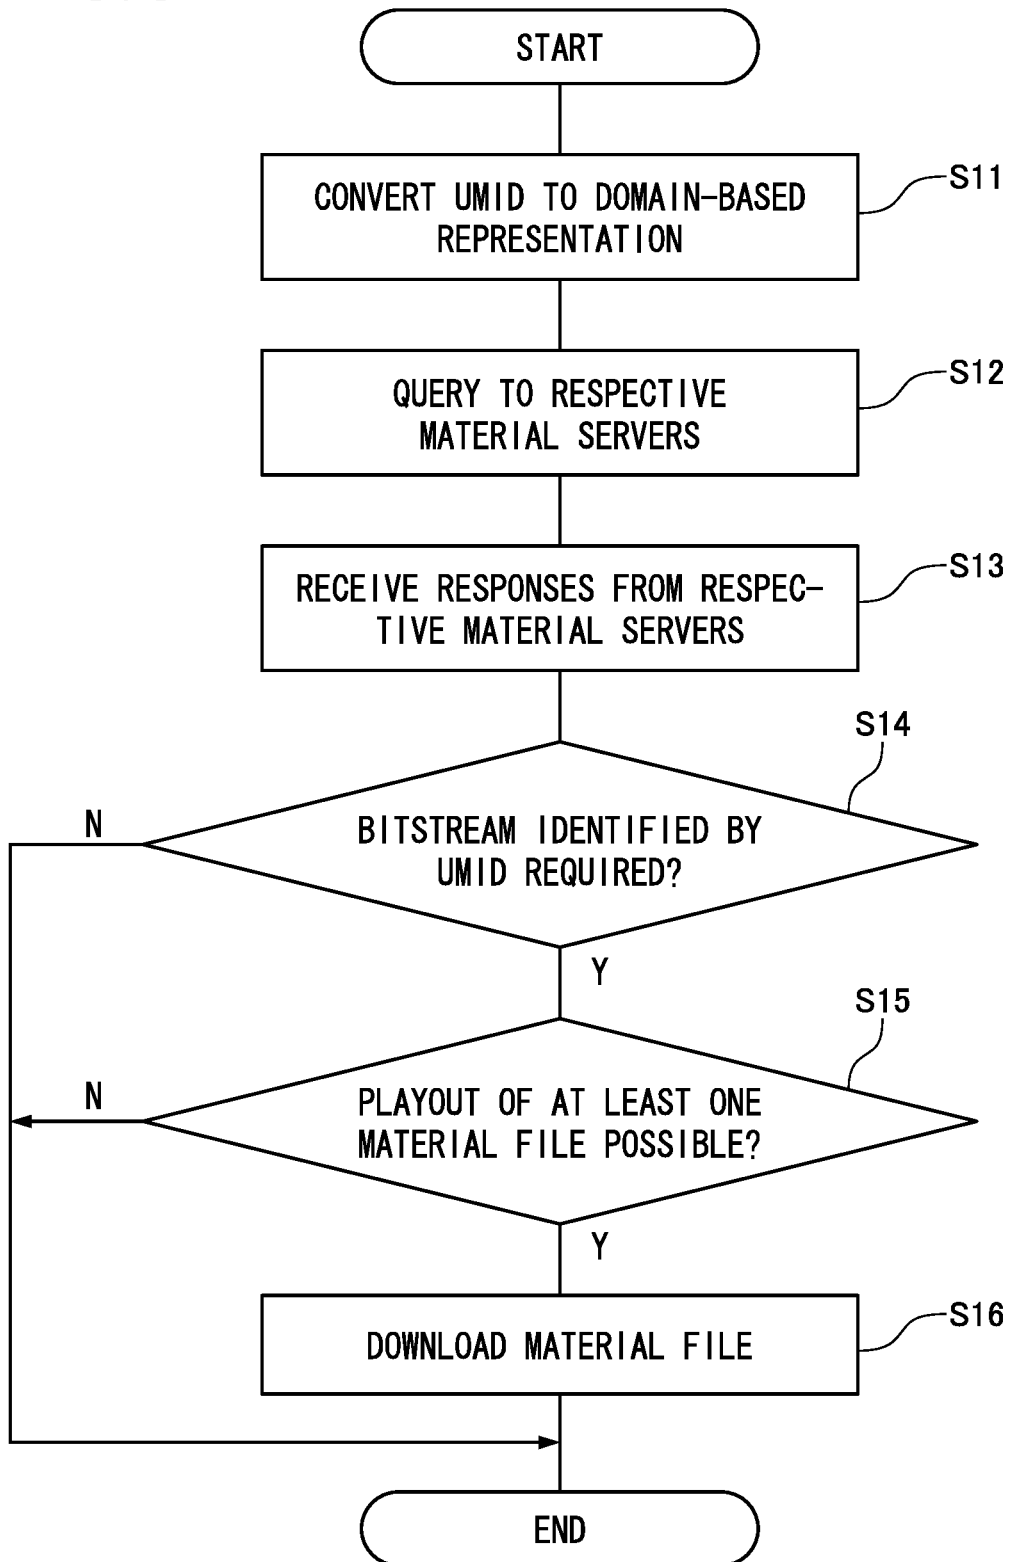 START
CONVERT UMID TO DOMAIN-BASED
REPRESENTATION
S11
QUERY TO RESPECTIVE
MATERIAL SERVERS
S12
RECEIVE RESPONSES FROM RESPEC-
TIVE MATERIAL SERVERS
S13
S14
N
BITSTREAM IDENTIFIED BY
UMID REQUIRED?
Y
S15
N
PLAYOUT OF AT LEAST ONE
MATERIAL FILE POSSIBLE?
Y
DOWNLOAD MATERIAL FILE
S16
END